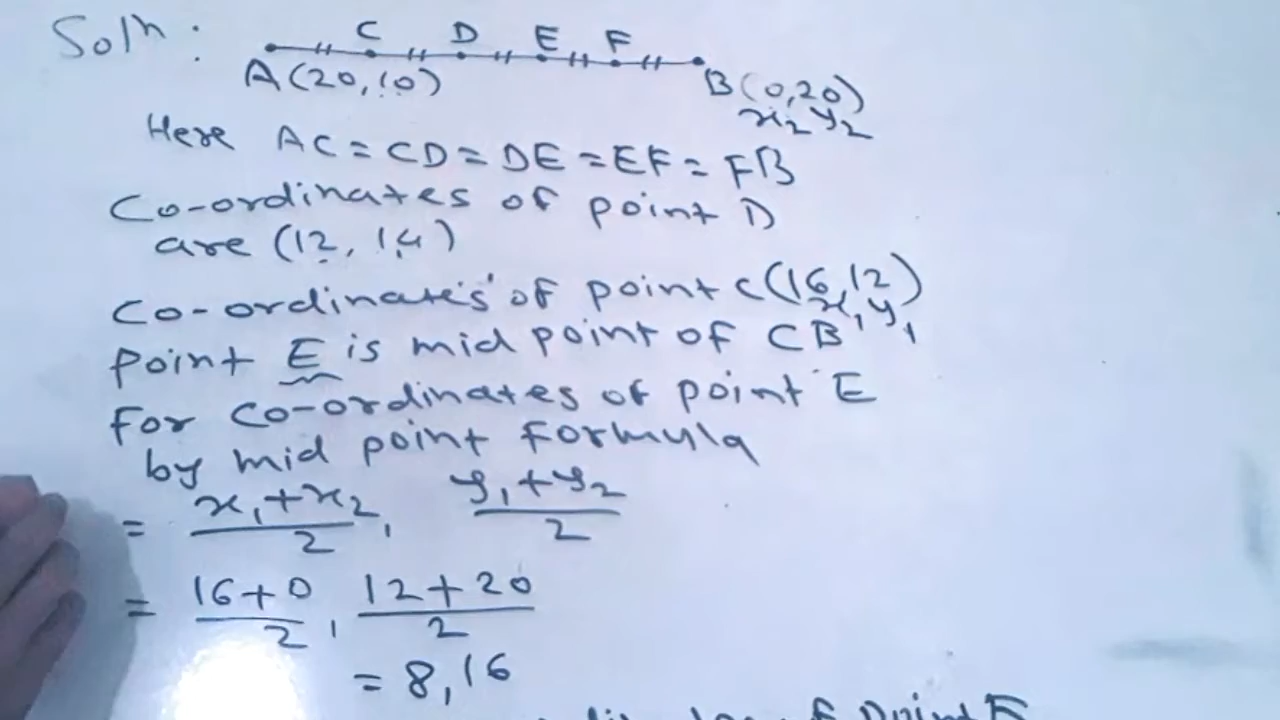 Soln :
C D E F
A(20,10) B(0,20)
x2 y2
Here AC = CD = DE = EF = FB
Co-ordinates of point D
are (12, 14)
Co-ordinates of point C(16,12)
x1 y1
Point E is mid point of CB
For Co-ordinates of point E
by mid point formula
= x1+x2/2, y1+y2/2
= 16+0/2, 12+20/2
= 8,16
of Point F